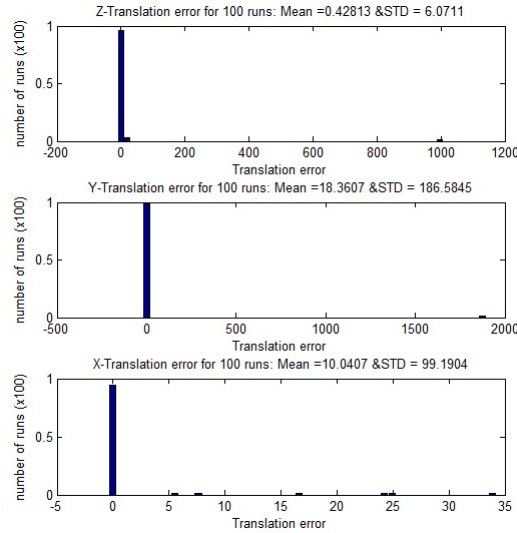 Z-Translation error for 100 runs: Mean =0.42813 &STD = 6.0711
number of runs (x100)
1
0.5
0
-200 0 200 400 600 800 1000 1200
Translation error
Y-Translation error for 100 runs: Mean =18.3607 &STD = 186.5845
number of runs (x100)
1
0.5
0
-500 0 500 1000 1500 2000
Translation error
X-Translation error for 100 runs: Mean =10.0407 &STD = 99.1904
number of runs (x100)
1
0.5
0
-5 0 5 10 15 20 25 30 35
Translation error